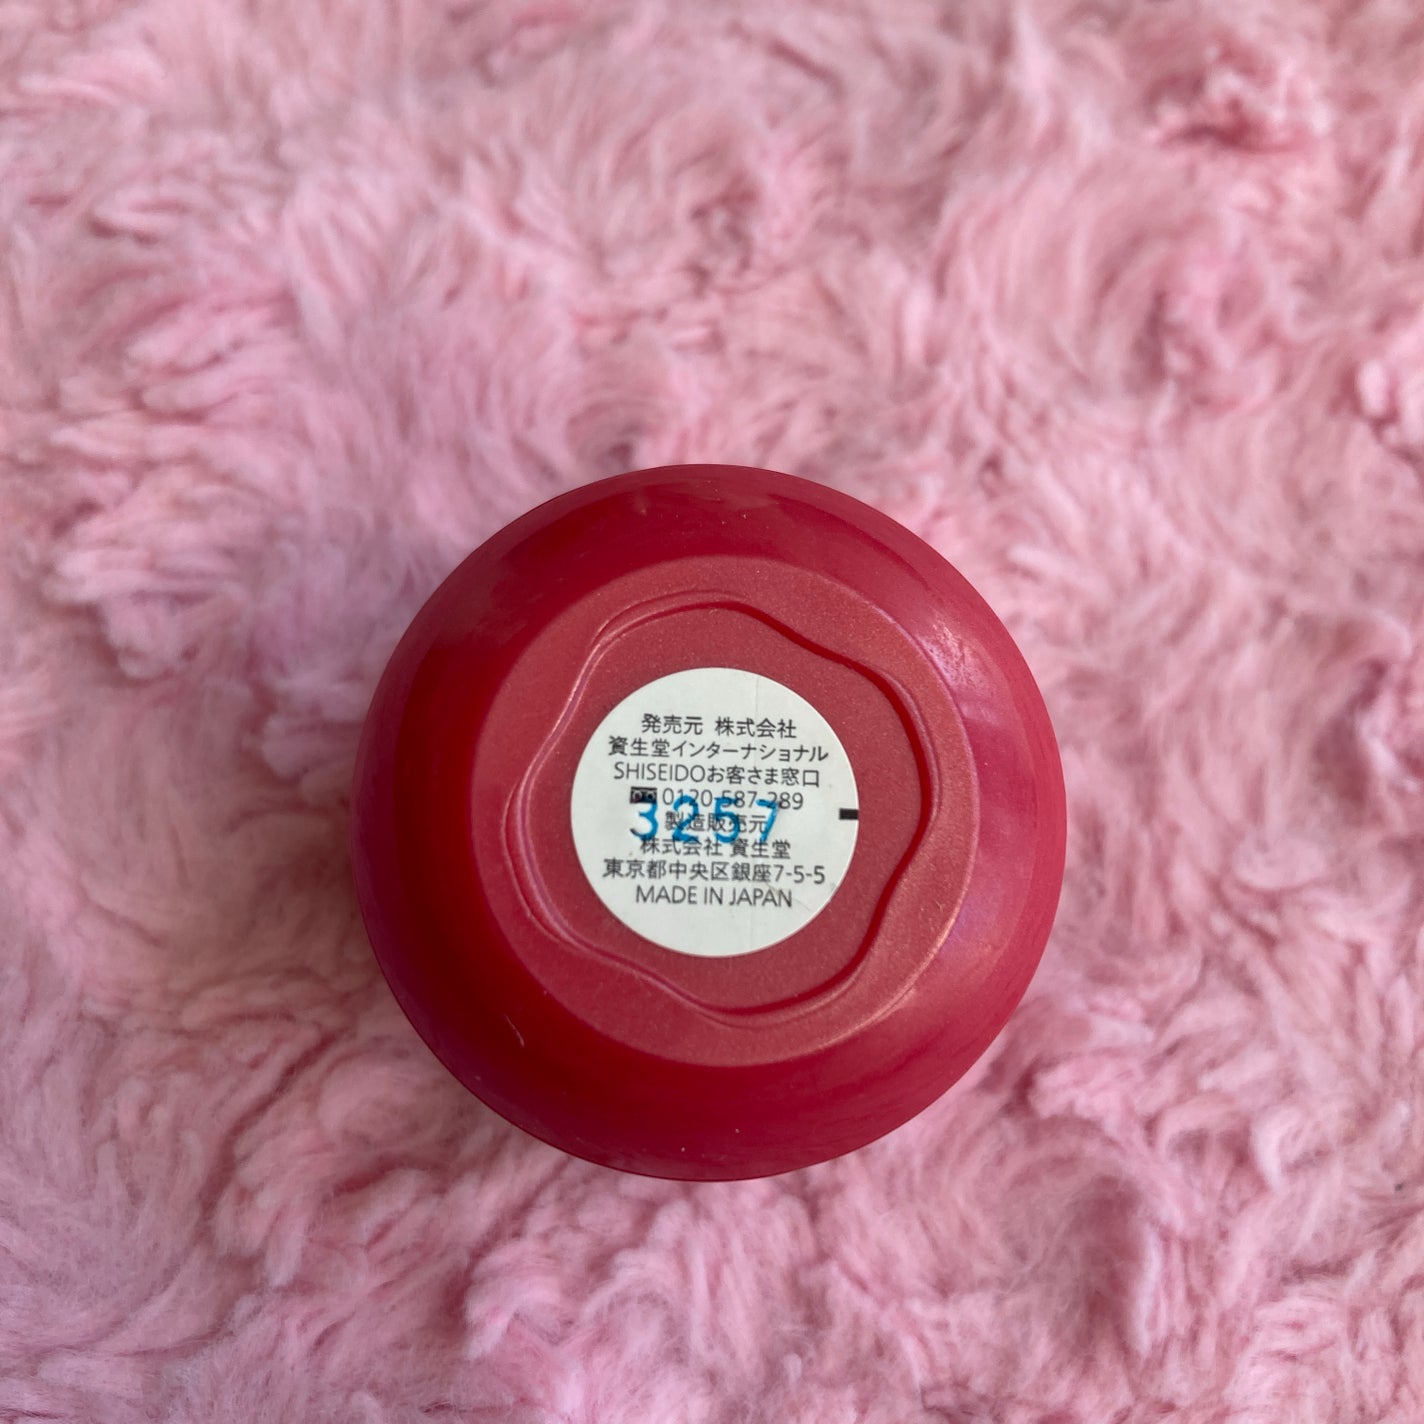 発売元 株式会社
資生堂インターナショナル
SHISEIDOお客さま窓口
0120-587-289
3257
製造販売元
株式会社 資生堂
東京都中央区銀座7-5-5
MADE IN JAPAN